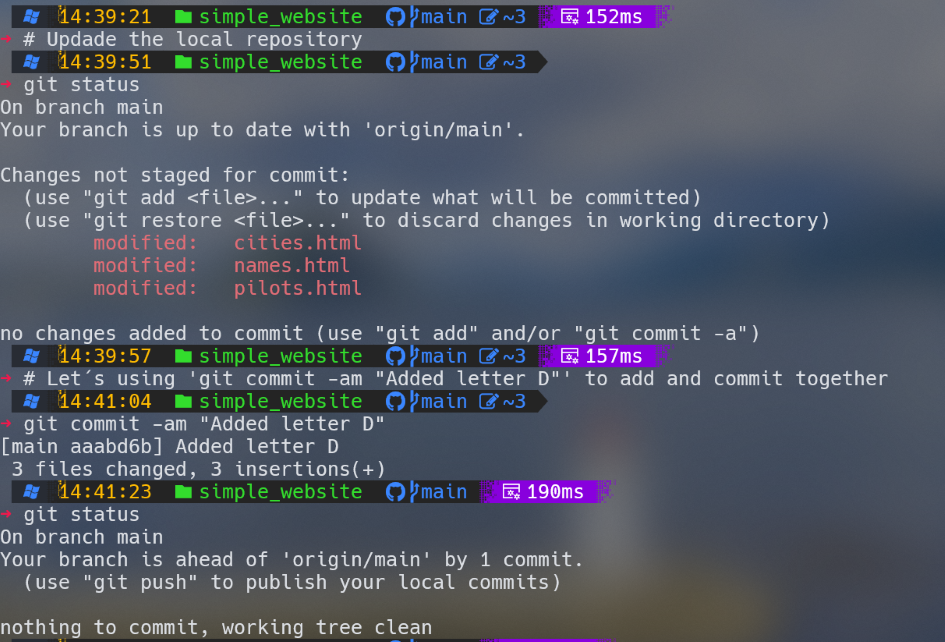 14:39:21 simple_website main ~3 152ms
# Updade the local repository
14:39:51 simple_website main ~3
git status
On branch main
Your branch is up to date with 'origin/main'.
Changes not staged for commit:
(use "git add <file>..." to update what will be committed)
(use "git restore <file>..." to discard changes in working directory)
modified: cities.html
modified: names.html
modified: pilots.html
no changes added to commit (use "git add" and/or "git commit -a")
14:39:57 simple_website main ~3 157ms
# Let´s using 'git commit -am "Added letter D"' to add and commit together
14:41:04 simple_website main ~3
git commit -am "Added letter D"
[main aaabd6b] Added letter D
3 files changed, 3 insertions(+)
14:41:23 simple_website main 190ms
git status
On branch main
Your branch is ahead of 'origin/main' by 1 commit.
(use "git push" to publish your local commits)
nothing to commit, working tree clean